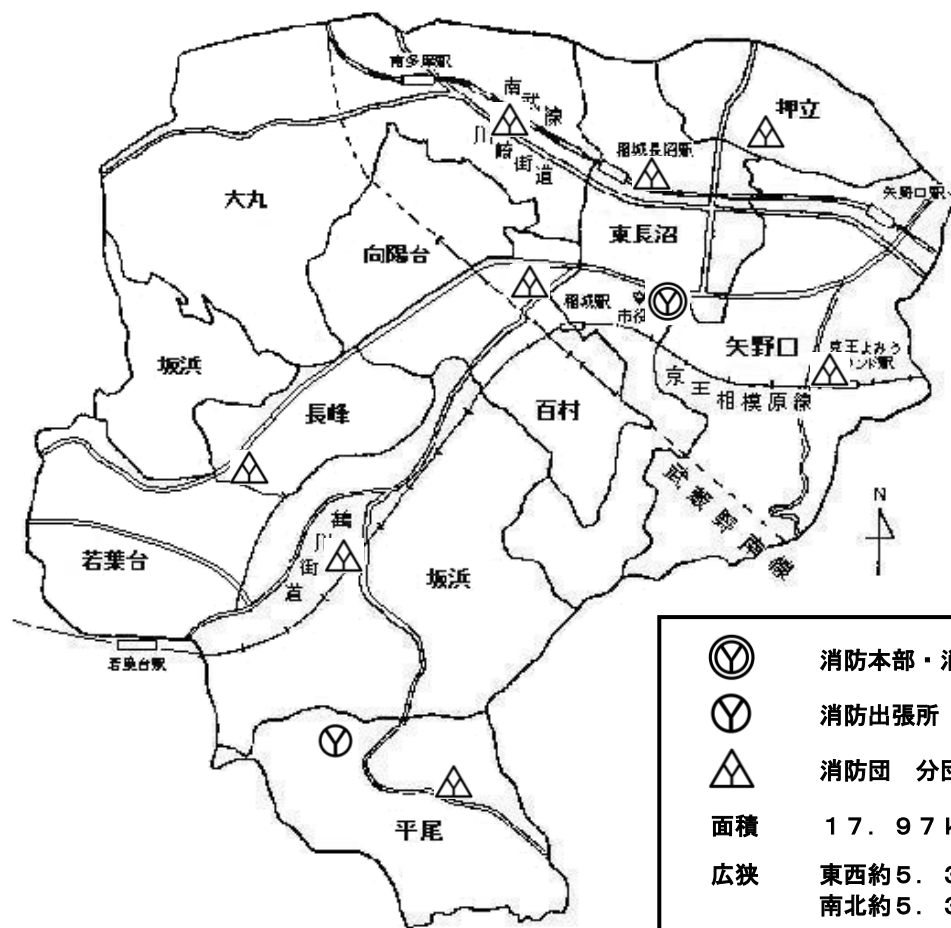 南多摩駅
南武線
川崎街道
押立
稲城長沼駅
矢野口駅
大丸
東長沼
向陽台
稲城駅
市役
矢野口
京王よみう
ランド駅
京王相模原線
坂浜
長峰
百村
武蔵野南線
N
鶴川街道
若葉台
坂浜
若葉台駅
平尾
消防本部・消
消防出張所
消防団 分団
面積 17.97k
広狭 東西約5.3
南北約5.3